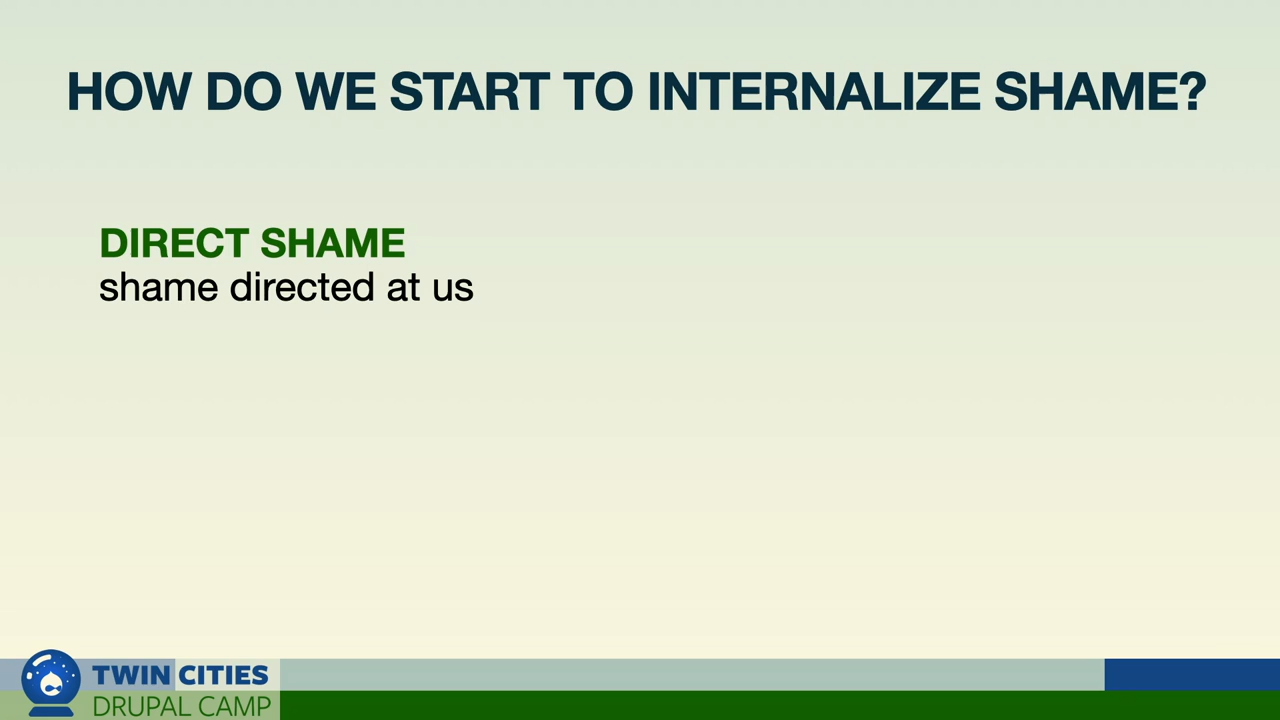 HOW DO WE START TO INTERNALIZE SHAME?
DIRECT SHAME
shame directed at us
TWIN CITIES
DRUPAL CAMP